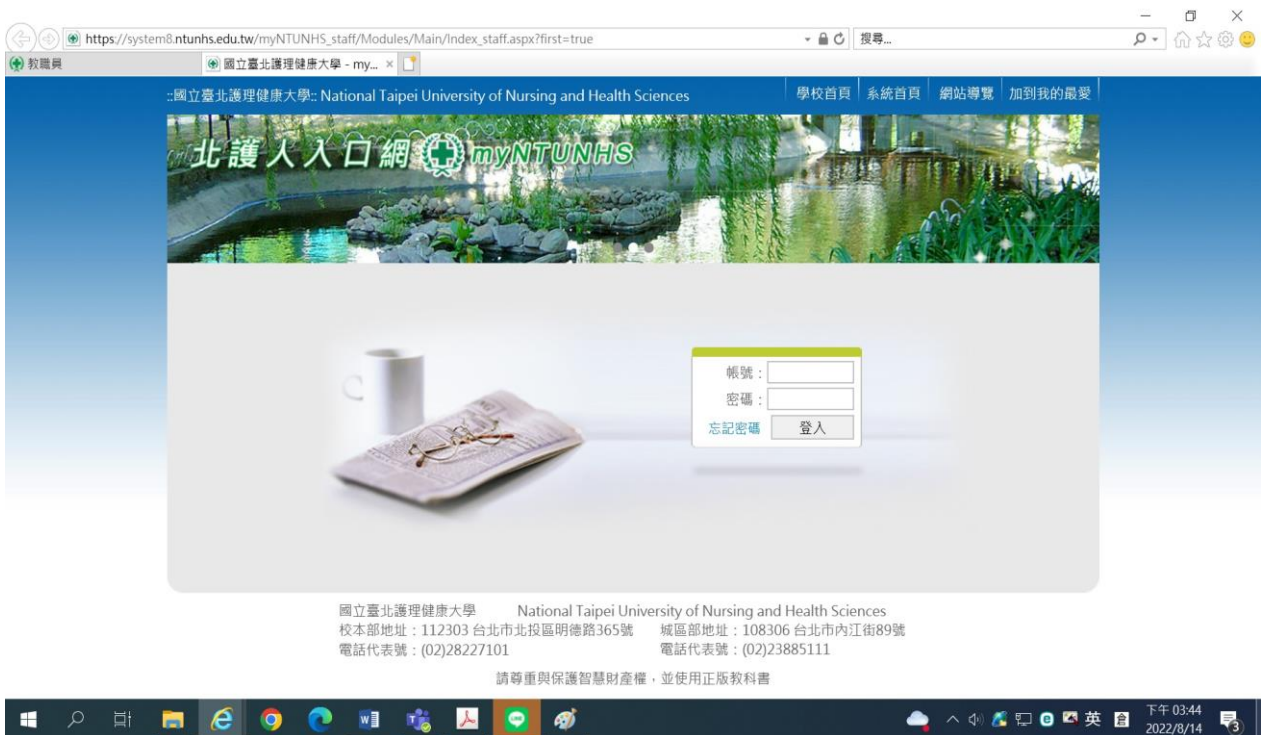 https://system8.ntunhs.edu.tw/myNTUNHS_staff/Modules/Main/Index_staff.aspx?first=true
搜尋...
教職員
國立臺北護理健康大學 - my...
::國立臺北護理健康大學:: National Taipei University of Nursing and Health Sciences
學校首頁 系統首頁 網站導覽 加到我的最愛
北護人入口網 myNTUNHS
帳號：
密碼：
忘記密碼 登入
國立臺北護理健康大學 National Taipei University of Nursing and Health Sciences
校本部地址：112303 台北市北投區明德路365號 城區部地址：108306 台北市內江街89號
電話代表號：(02)28227101 電話代表號：(02)23885111
請尊重與保護智慧財產權，並使用正版教科書
英 下午 03:44
2022/8/14 3